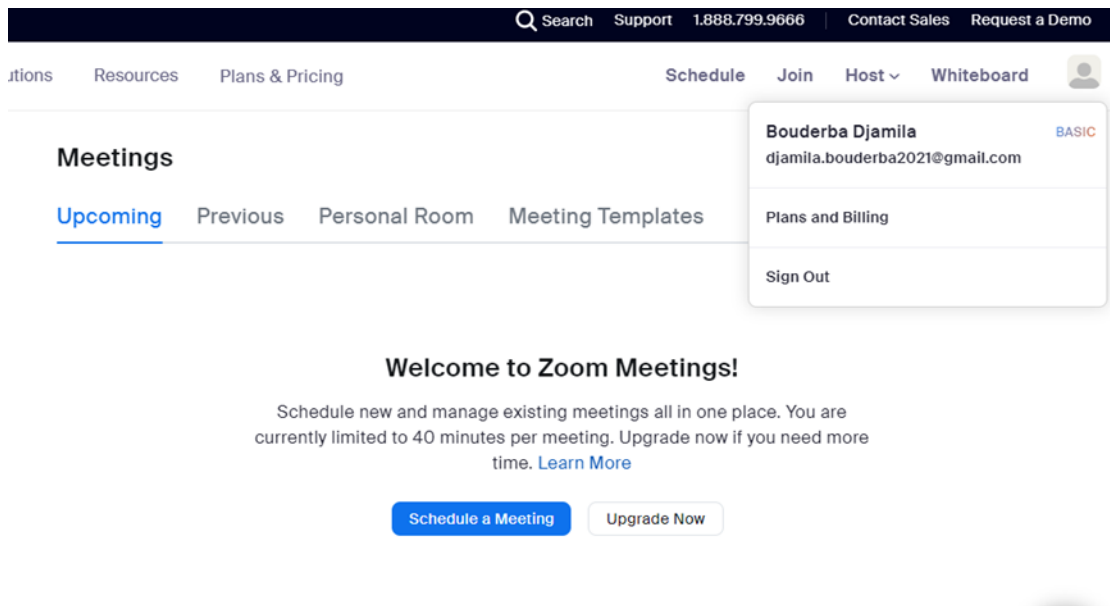 Search Support 1.888.799.9666 Contact Sales Request a Demo
Resources Plans & Pricing Schedule Join Host Whiteboard
Bouderba Djamila BASIC
djamila.bouderba2021@gmail.com
Plans and Billing
Sign Out
Meetings
Upcoming Previous Personal Room Meeting Templates
Welcome to Zoom Meetings!
Schedule new and manage existing meetings all in one place. You are
currently limited to 40 minutes per meeting. Upgrade now if you need more
time. Learn More
Schedule a Meeting Upgrade Now